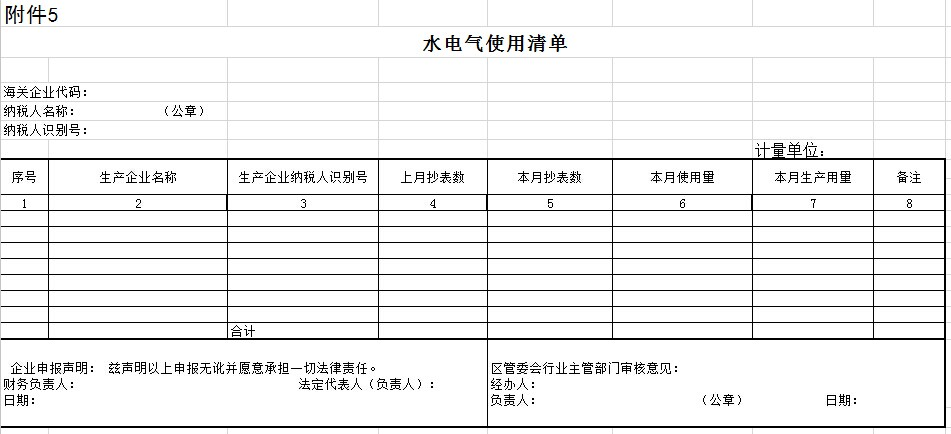 附件5
水电气使用清单
海关企业代码：
纳税人名称： （公章）
纳税人识别号：
计量单位：
序号 生产企业名称 生产企业纳税人识别号 上月抄表数 本月抄表数 本月使用量 本月生产用量 备注
1 2 3 4 5 6 7 8
合计
企业申报声明： 兹声明以上申报无讹并愿意承担一切法律责任。
财务负责人： 法定代表人（负责人）：
日期：
区管委会行业主管部门审核意见：
经办人：
负责人： （公章） 日期：